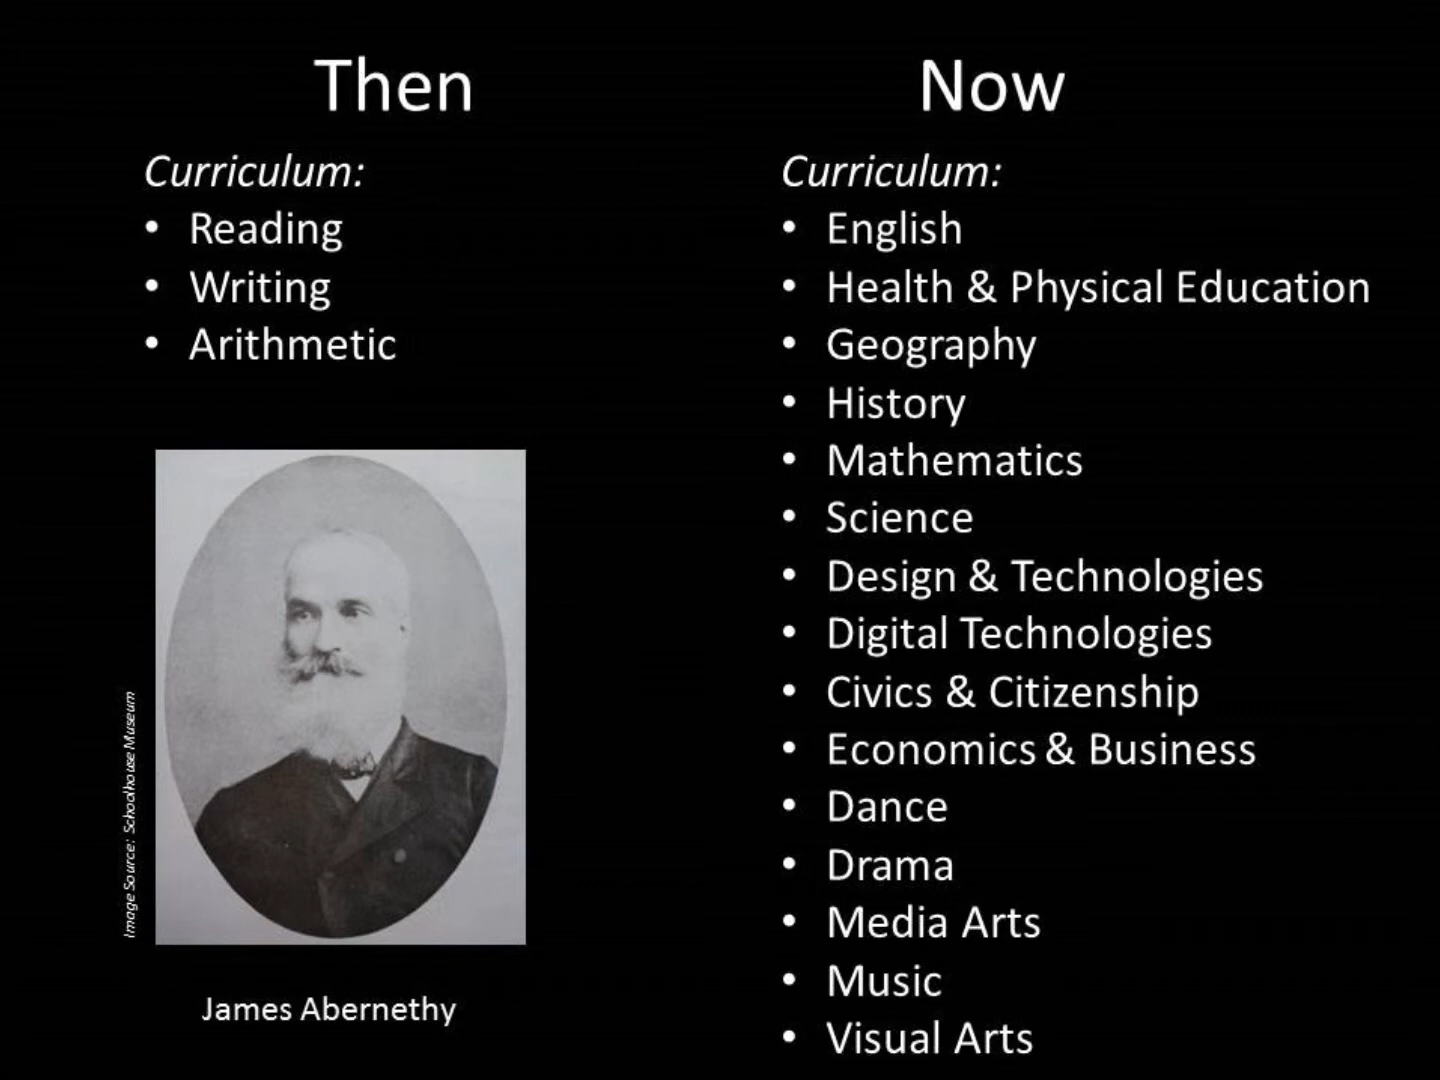 Then
Curriculum:
• Reading
• Writing
• Arithmetic
Image Source: Schoolhouse Museum
James Abernethy
Now
Curriculum:
• English
• Health & Physical Education
• Geography
• History
• Mathematics
• Science
• Design & Technologies
• Digital Technologies
• Civics & Citizenship
• Economics & Business
• Dance
• Drama
• Media Arts
• Music
• Visual Arts